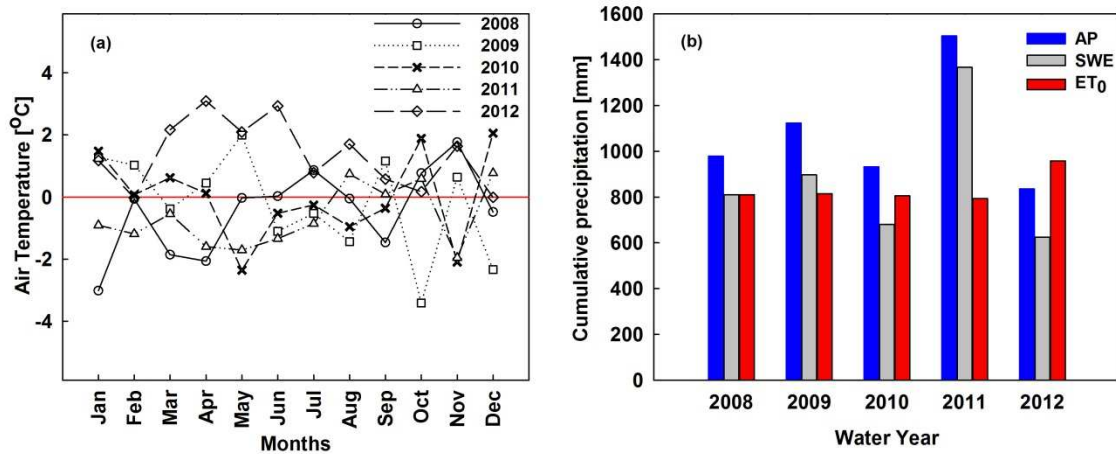 (a)
2008
2009
2010
2011
2012
4
2
0
-2
-4
Air Temperature [°C]
Jan
Feb
Mar
Apr
May
Jun
Jul
Aug
Sep
Oct
Nov
Dec
Months
(b)
AP
SWE
ET₀
1600
1400
1200
1000
800
600
400
200
0
Cumulative precipitation [mm]
2008 2009 2010 2011 2012
Water Year